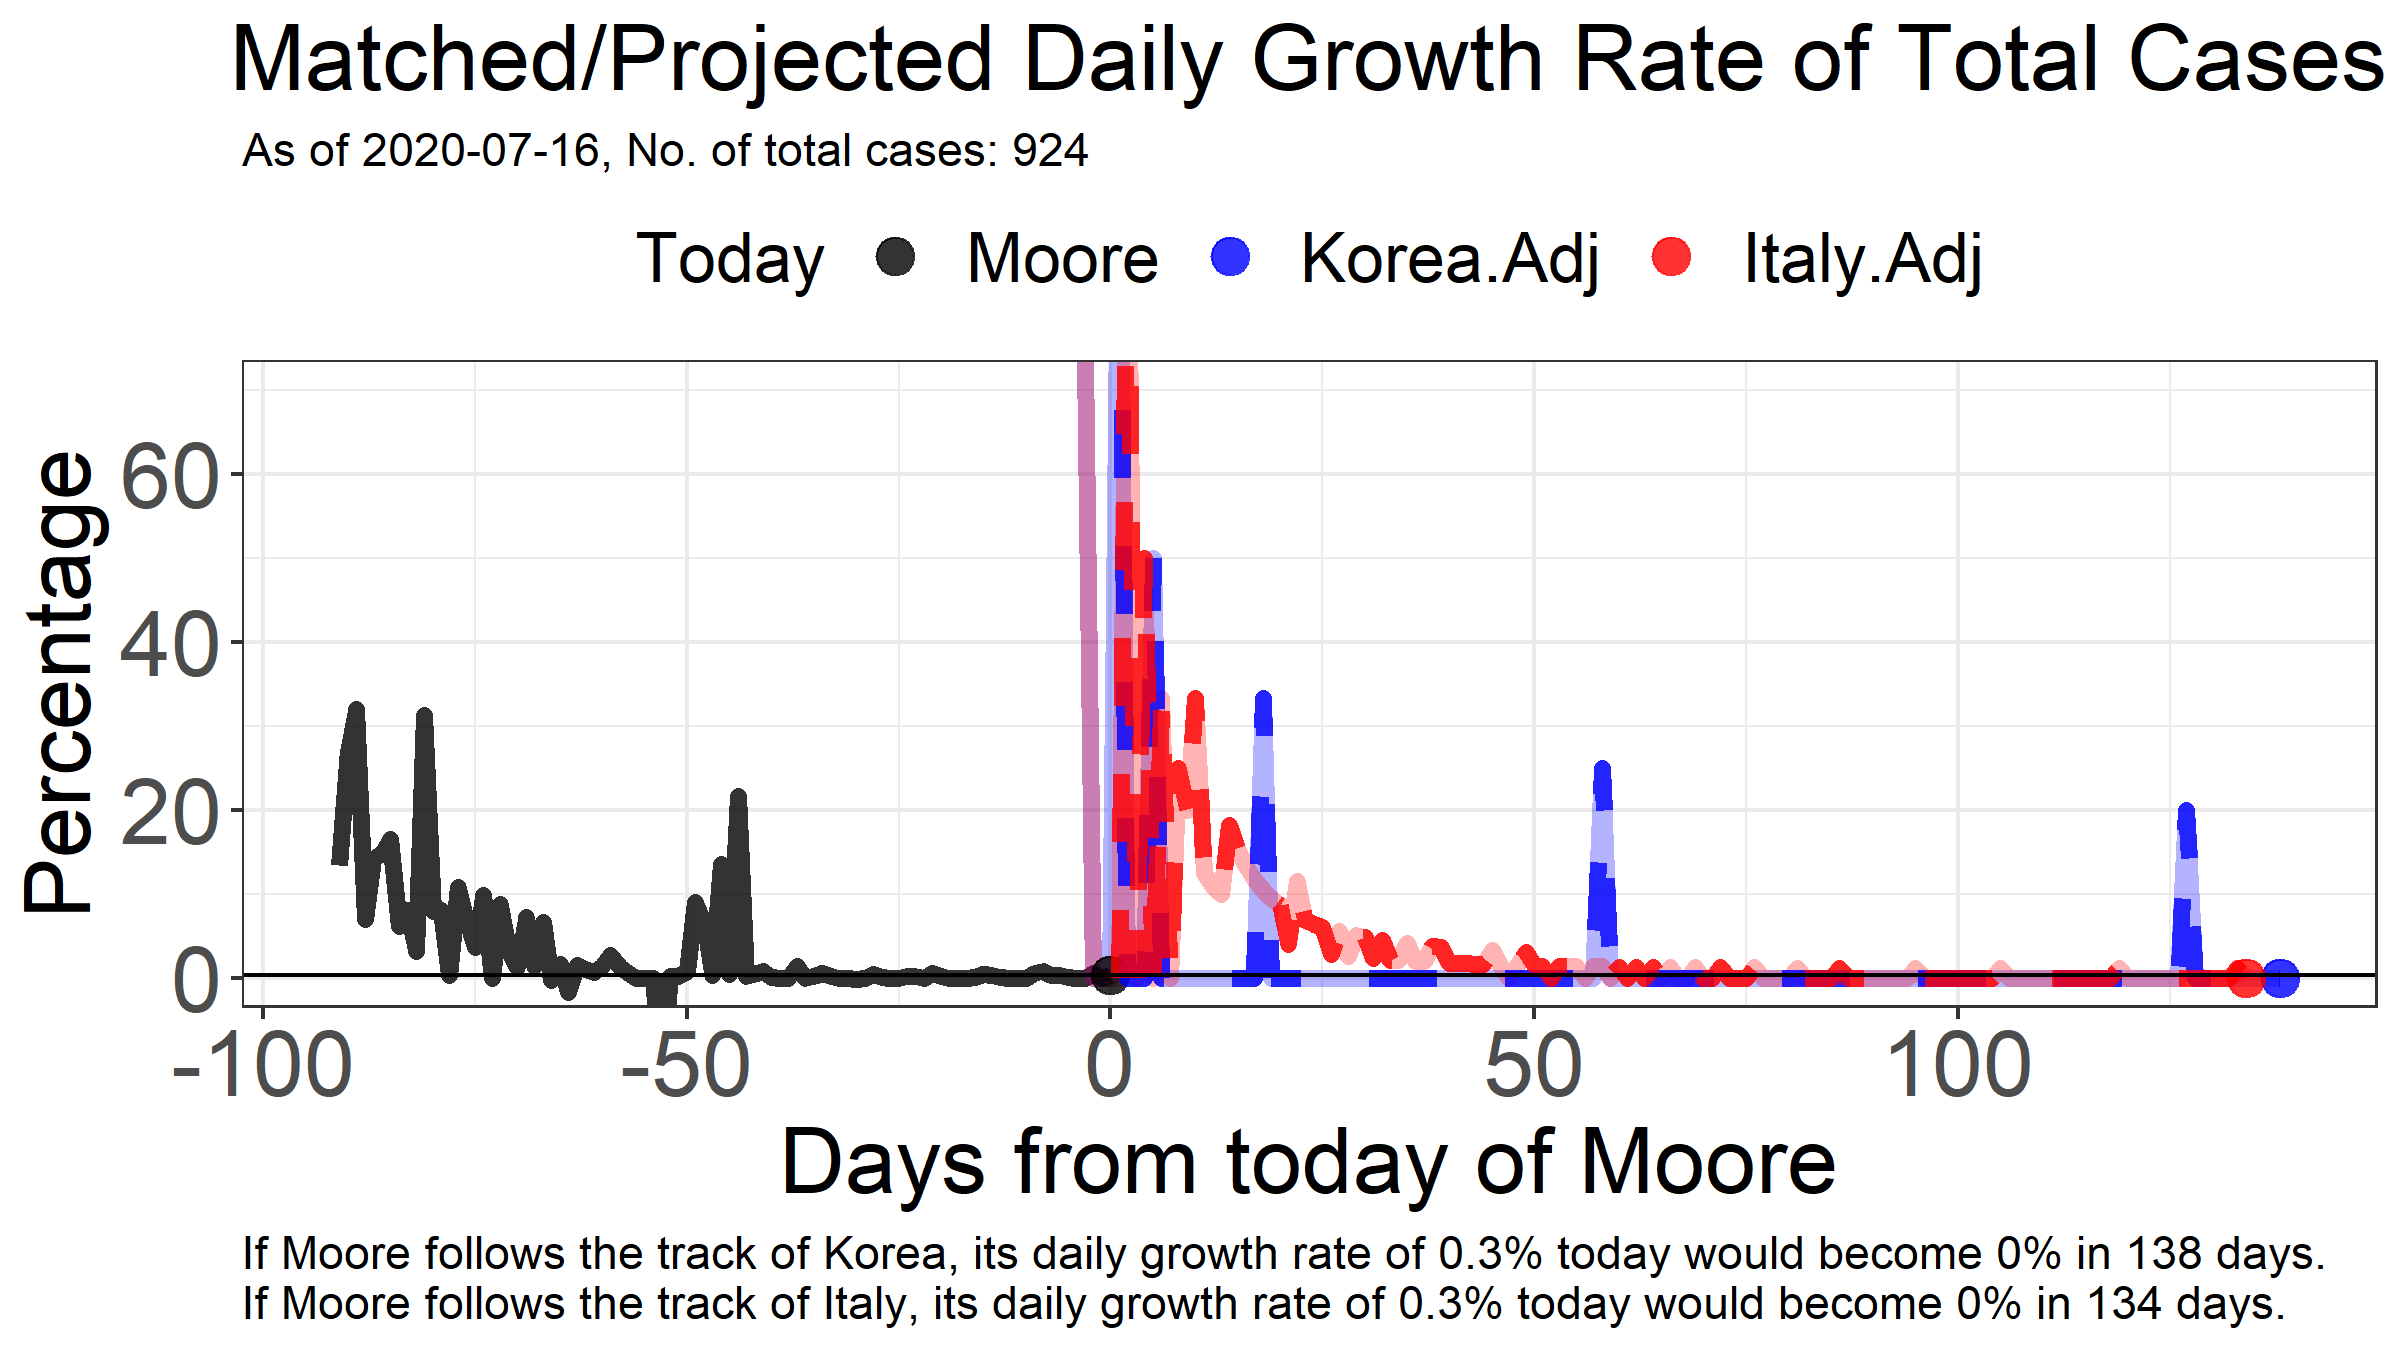 Matched/Projected Daily Growth Rate of Total Cases
As of 2020-07-16, No. of total cases: 924
Today Moore Korea.Adj Italy.Adj
Percentage
60
40
20
0
-100 -50 0 50 100
Days from today of Moore
If Moore follows the track of Korea, its daily growth rate of 0.3% today would become 0% in 138 days.
If Moore follows the track of Italy, its daily growth rate of 0.3% today would become 0% in 134 days.